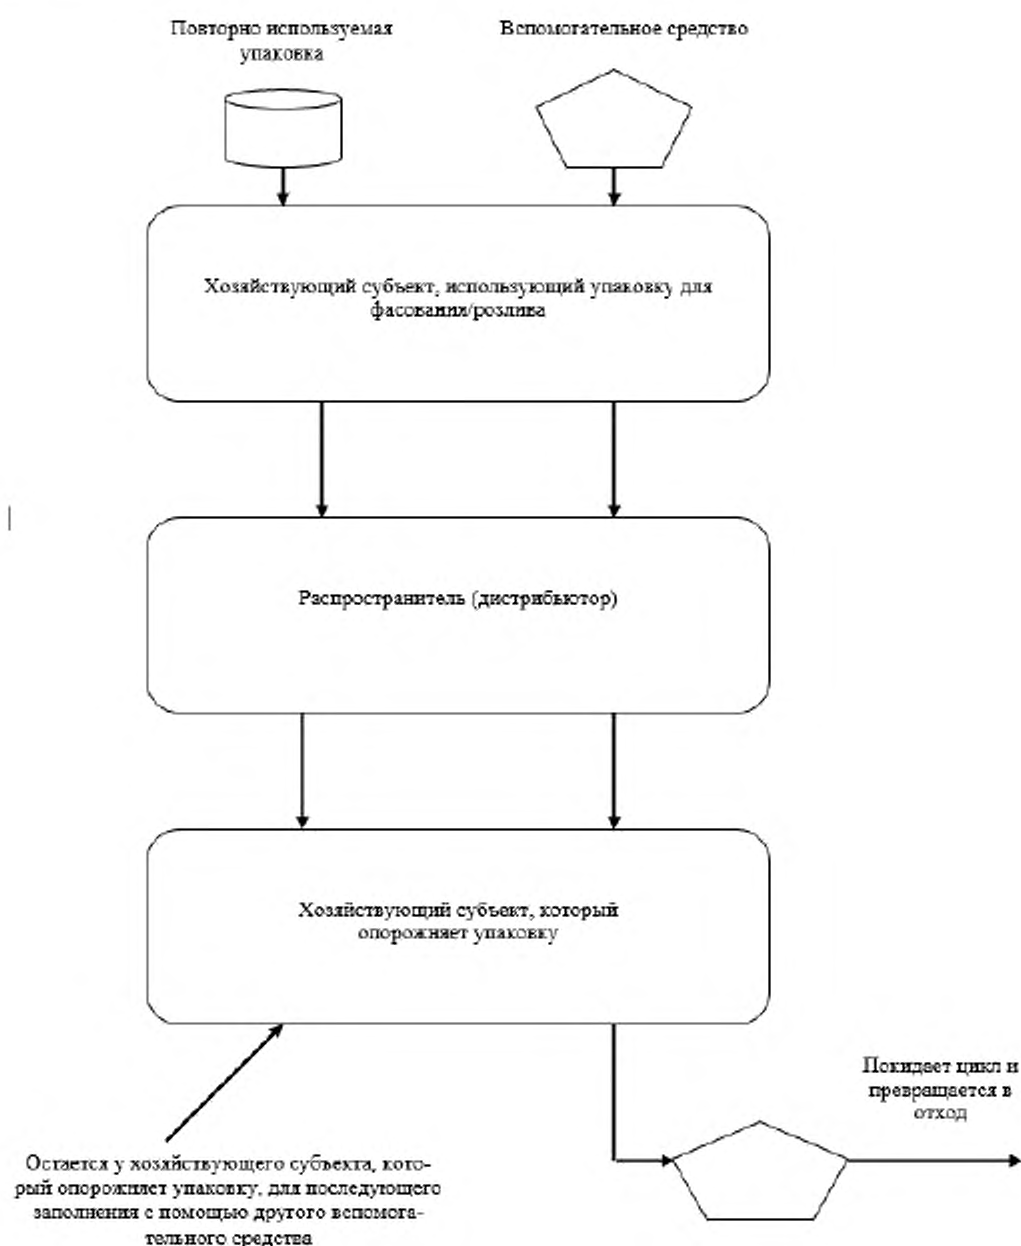 Повторно используемая
упаковка
Вспомогательное средство
Хозяйствующий субъект, использующий упаковку для
фасования/розлива
Распространитель (дистрибьютор)
Хозяйствующий субъект, который
опорожняет упаковку
Покидает цикл и
превращается в
отход
Остается у хозяйствующего субъекта, кото-
рый опорожняет упаковку, для последующего
заполнения с помощью другого вспомога-
тельного средства